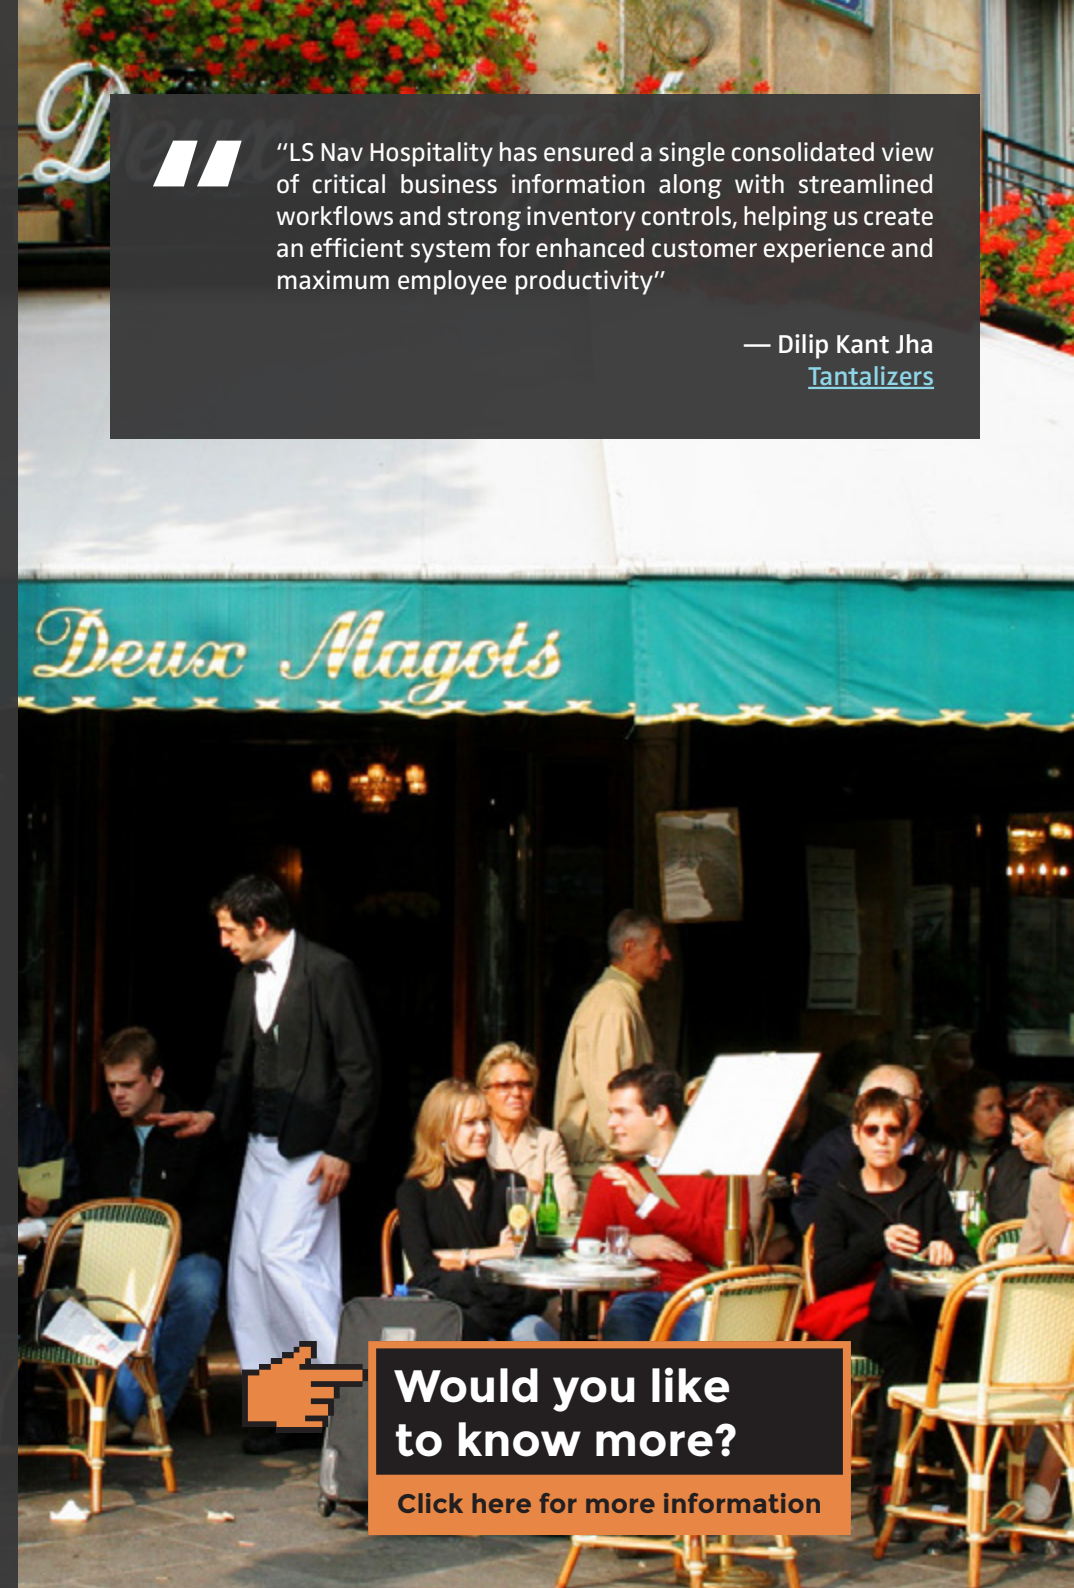 “LS Nav Hospitality has ensured a single consolidated view
of critical business information along with streamlined
workflows and strong inventory controls, helping us create
an efficient system for enhanced customer experience and
maximum employee productivity”
— Dilip Kant Jha
Tantalizers
Deux Magots
Would you like
to know more?
Click here for more information